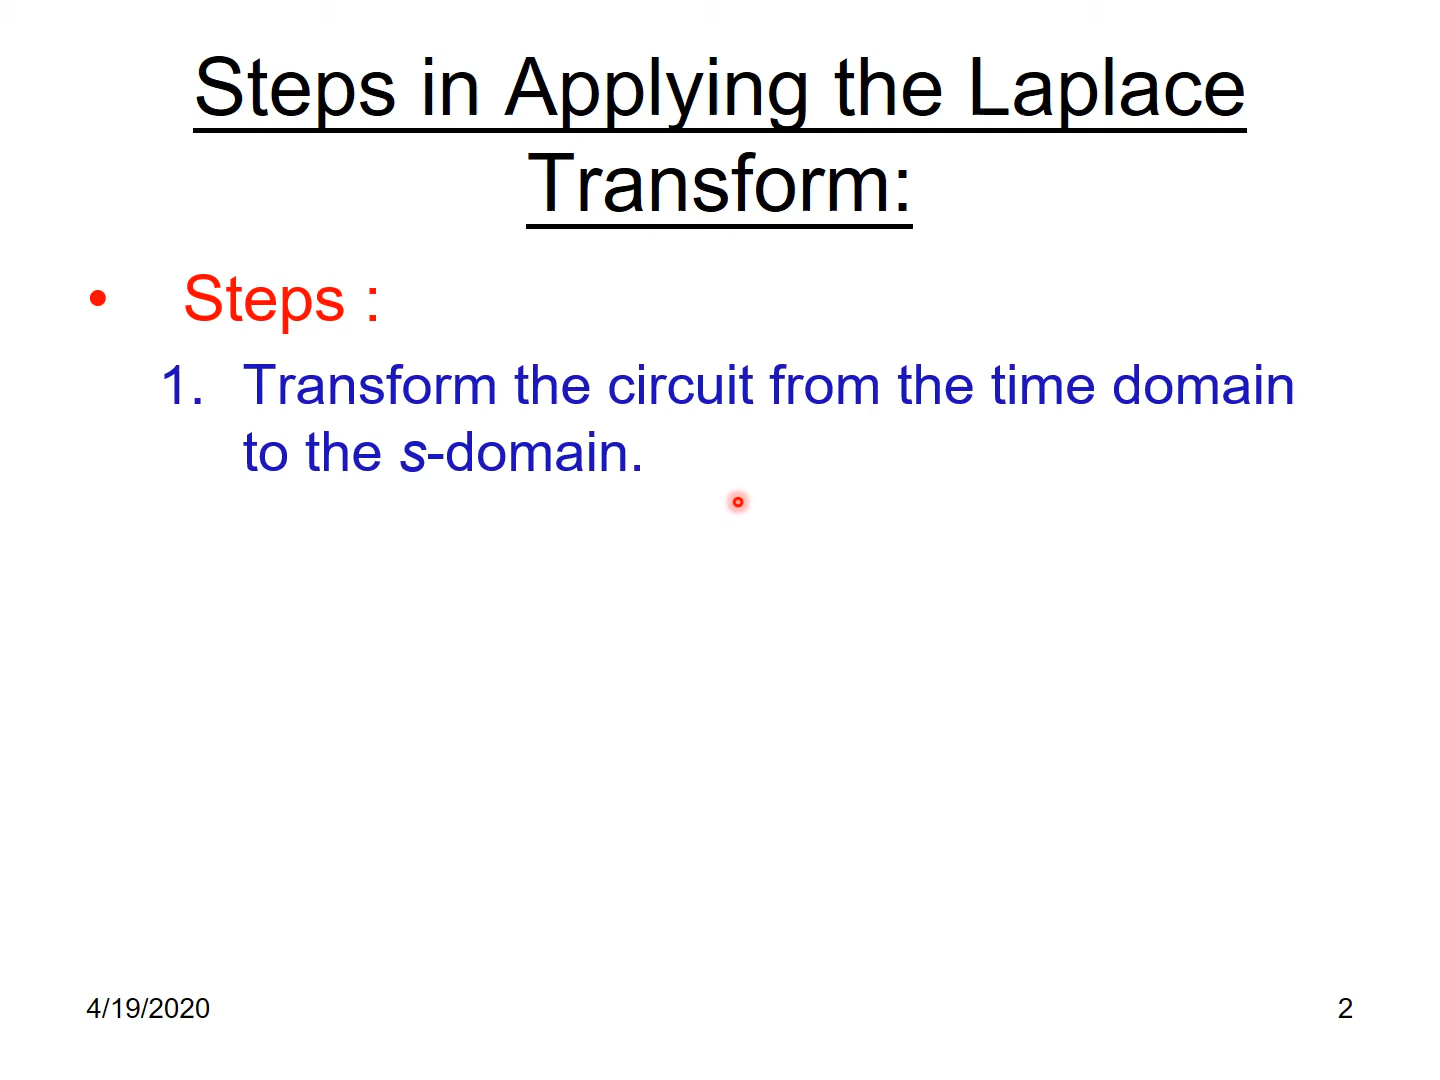 Steps in Applying the Laplace
Transform:
• Steps :
1. Transform the circuit from the time domain
to the s-domain.
4/19/2020
2